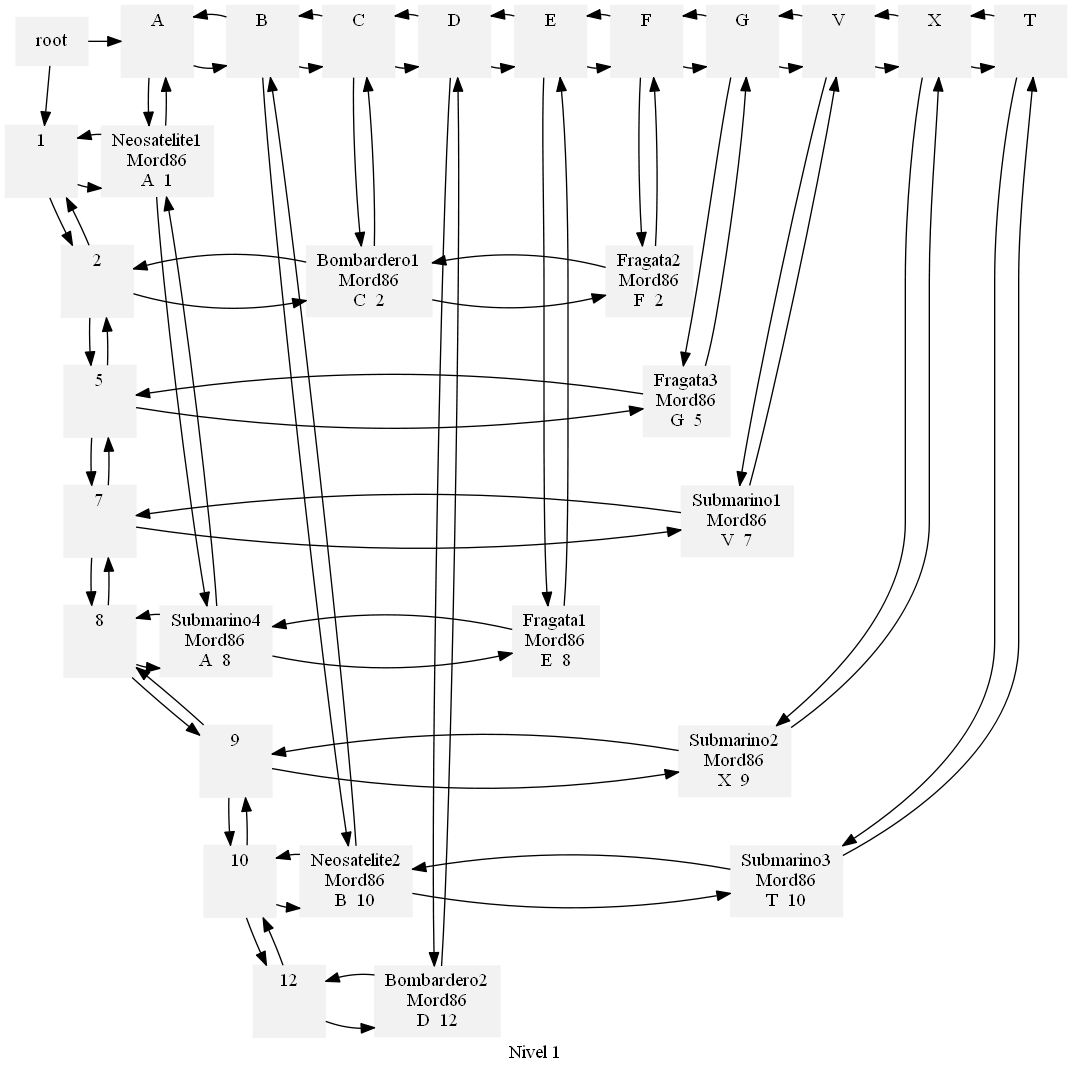 root
A
B
C
D
E
F
G
V
X
T
1
Neosatelite1
Mord86
A 1
2
Bombardero1
Mord86
C 2
Fragata2
Mord86
F 2
5
Fragata3
Mord86
G 5
7
Submarino1
Mord86
V 7
8
Submarino4
Mord86
A 8
Fragata1
Mord86
E 8
9
Submarino2
Mord86
X 9
10
Neosatelite2
Mord86
B 10
Submarino3
Mord86
T 10
12
Bombardero2
Mord86
D 12
Nivel 1